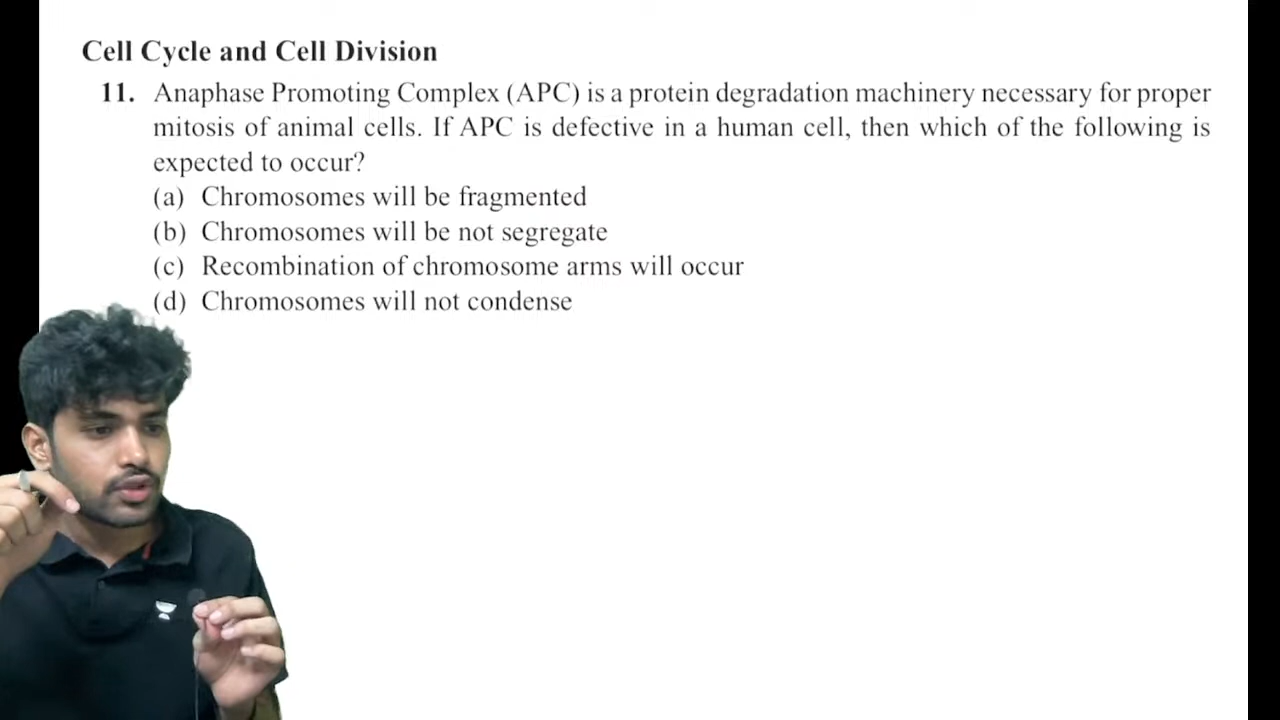 Cell Cycle and Cell Division
11. Anaphase Promoting Complex (APC) is a protein degradation machinery necessary for proper
mitosis of animal cells. If APC is defective in a human cell, then which of the following is
expected to occur?
(a) Chromosomes will be fragmented
(b) Chromosomes will be not segregate
(c) Recombination of chromosome arms will occur
(d) Chromosomes will not condense